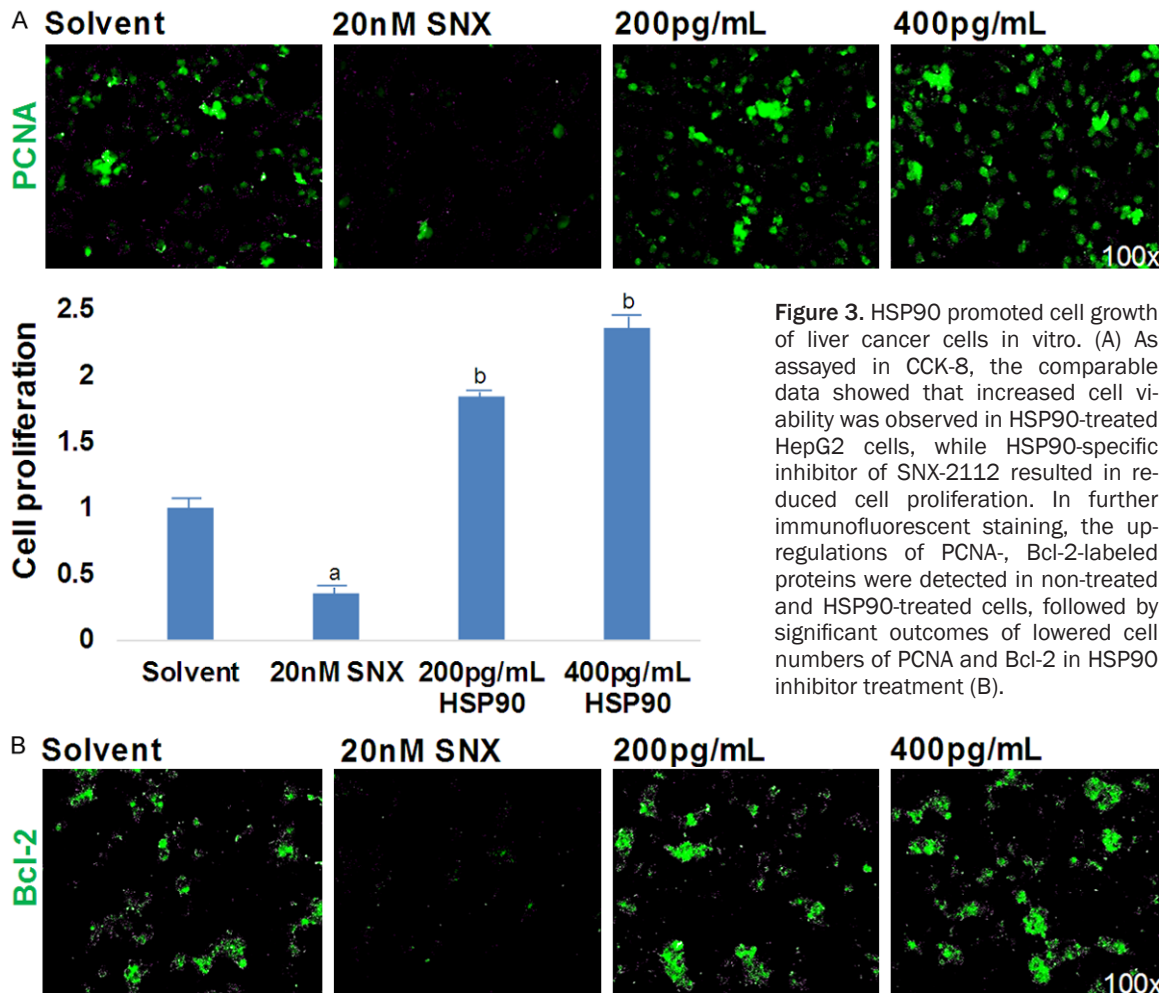 A
Solvent
20nM SNX
200pg/mL
400pg/mL
PCNA
100x
Cell proliferation
2.5
2
1.5
1
0.5
0
a
b
b
Solvent
20nM SNX
200pg/mL
HSP90
400pg/mL
HSP90
Figure 3. HSP90 promoted cell growth
of liver cancer cells in vitro. (A) As
assayed in CCK-8, the comparable
data showed that increased cell vi-
ability was observed in HSP90-treated
HepG2 cells, while HSP90-specific
inhibitor of SNX-2112 resulted in re-
duced cell proliferation. In further
immunofluorescent staining, the up-
regulations of PCNA-, Bcl-2-labeled
proteins were detected in non-treated
and HSP90-treated cells, followed by
significant outcomes of lowered cell
numbers of PCNA and Bcl-2 in HSP90
inhibitor treatment (B).
B
Solvent
20nM SNX
200pg/mL
400pg/mL
Bcl-2
100x